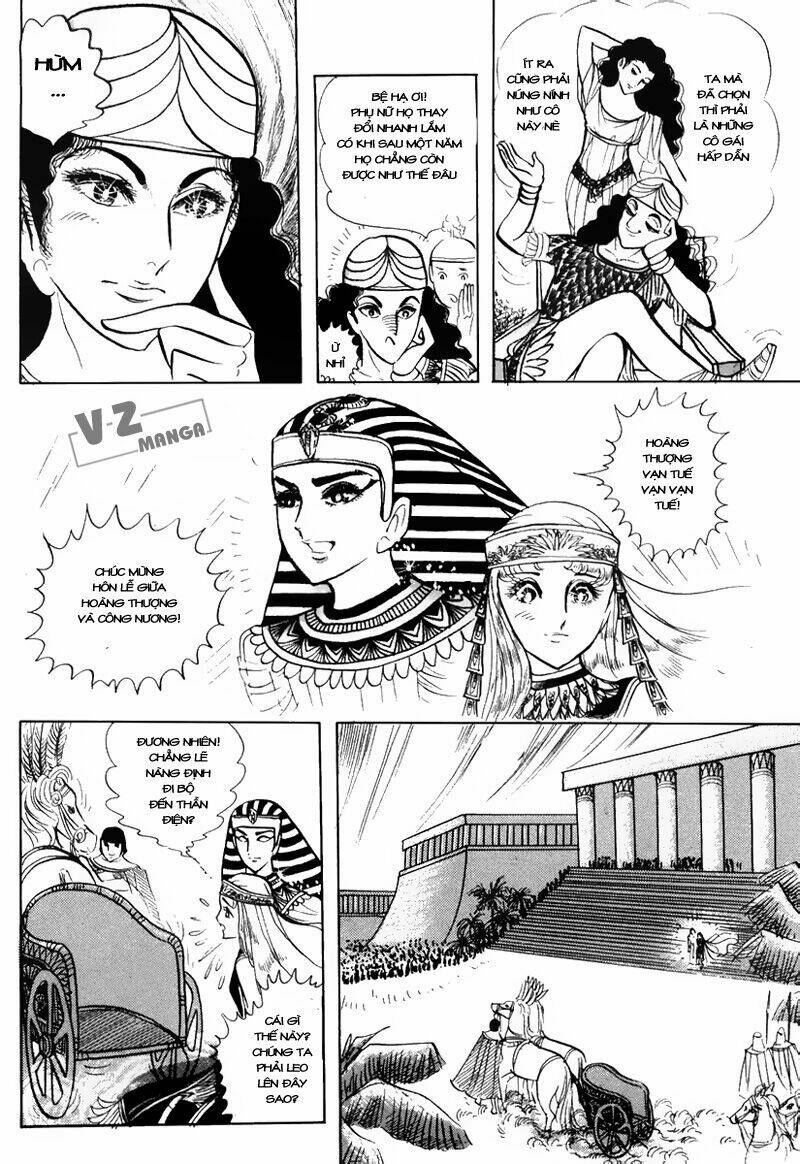 HỪM
...
BỆ HẠ ƠI!
PHỤ NỮ HỌ THAY
ĐỔI NHANH LẮM
CÓ KHI SAU MỘT NĂM
HỌ CHẲNG CÒN
ĐƯỢC NHƯ THẾ ĐÂU
Ừ
NHỈ
ÍT RA
CŨNG PHẢI
NÚNG NÍNH
NHƯ CÔ
NÀY NÈ
TA MÀ
ĐÃ CHỌN
THÌ PHẢI
LÀ NHỮNG
CÔ GÁI
HẤP DẪN
V-Z
MANGA
HOÀNG
THƯỢNG
VẠN TUẾ
VẠN VẠN
TUẾ!
CHÚC MỪNG
HÔN LỄ GIỮA
HOÀNG THƯỢNG
VÀ CÔNG NƯƠNG!
ĐƯƠNG NHIÊN!
CHẲNG LẼ
NÀNG ĐỊNH
ĐI BỘ
ĐẾN THẦN
ĐIỆN?
CÁI GÌ
THẾ NÀY?
CHÚNG TA
PHẢI LEO
LÊN ĐÂY
SAO?